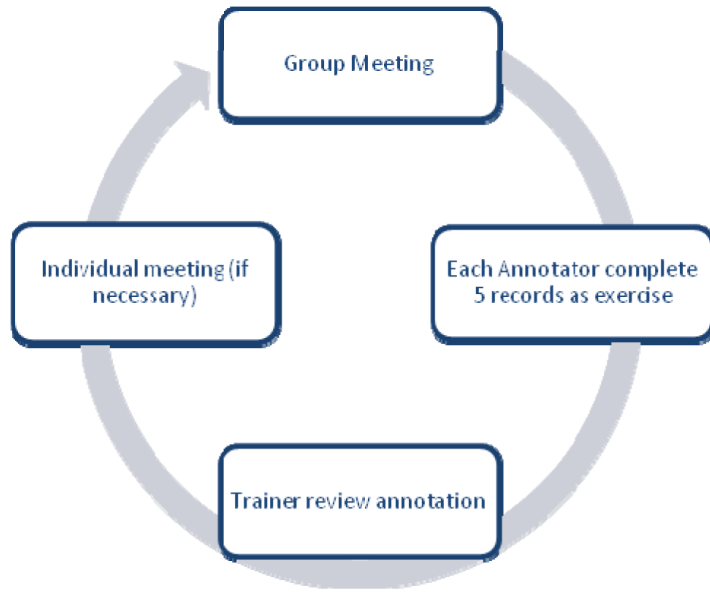 Group Meeting
Each Annotator complete
5 records as exercise
Trainer review annotation
Individual meeting (if
necessary)